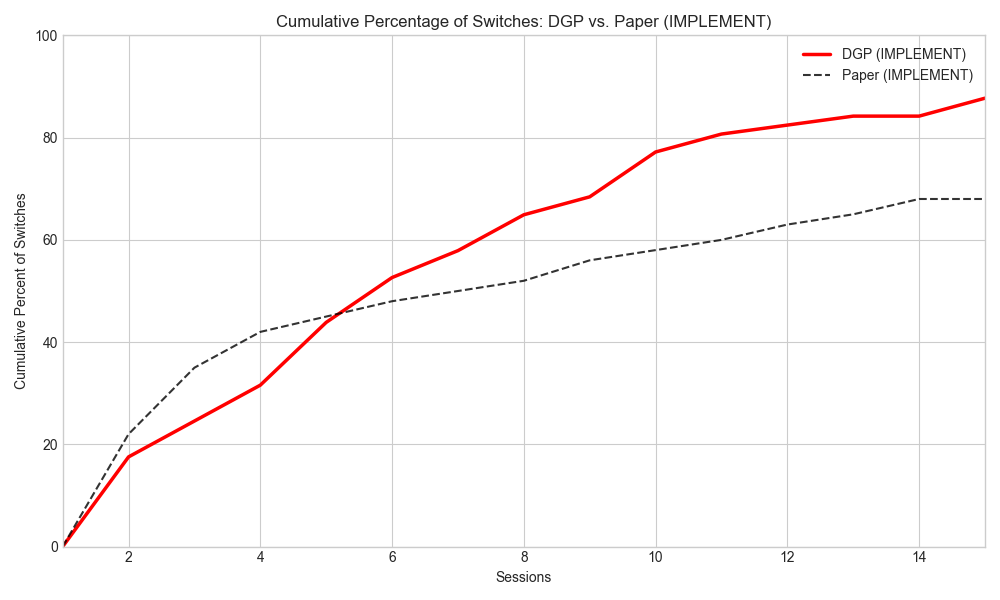 Cumulative Percentage of Switches: DGP vs. Paper (IMPLEMENT)
DGP (IMPLEMENT)
Paper (IMPLEMENT)
Cumulative Percent of Switches
100
80
60
40
20
0
2 4 6 8 10 12 14
Sessions